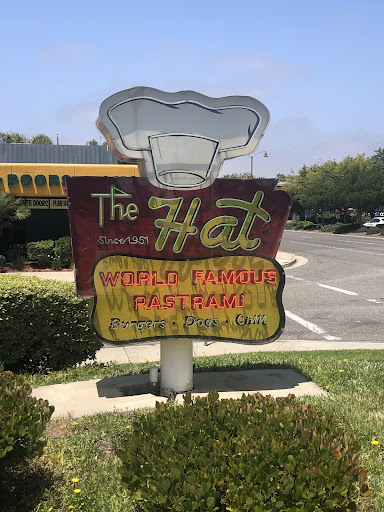 The Hat
Since 1951
WORLD FAMOUS
PASTRAMI
Burgers • Dogs • Chili